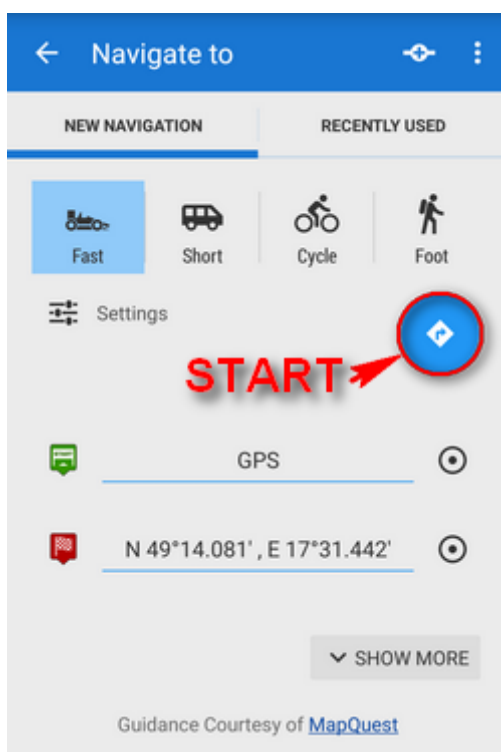 Navigate to
NEW NAVIGATION RECENTLY USED
Fast Short Cycle Foot
Settings
START
GPS
N 49°14.081' , E 17°31.442'
SHOW MORE
Guidance Courtesy of MapQuest